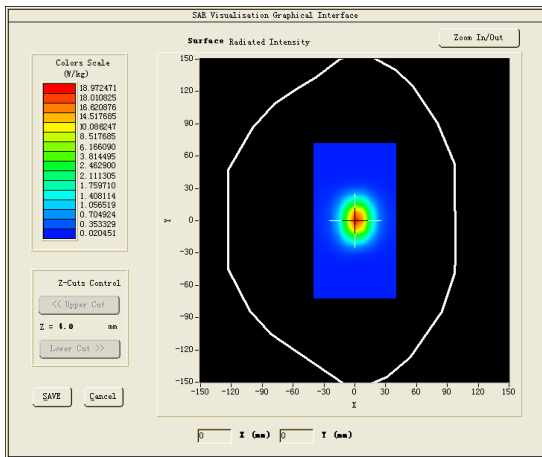 SAR Visualisation Graphical Interface
Surface Radiated Intensity
Zoom In/Out
Colors Scale
(W/kg)
18.972471
18.010825
16.620876
14.517685
10.086247
8.517685
6.166090
3.814495
2.462900
2.111305
1.759710
1.408114
1.056519
0.704924
0.353329
0.020451
150
120
90
60
30
0
-30
-60
-90
-120
-150
Y
-150 -120 -90 -60 -30 0 30 60 90 120 150
X
Z-Cuts Control
<< Upper Cut
Z = 4.0 mm
Lower Cut >>
SAVE Cancel
0 X (mm) 0 Y (mm)